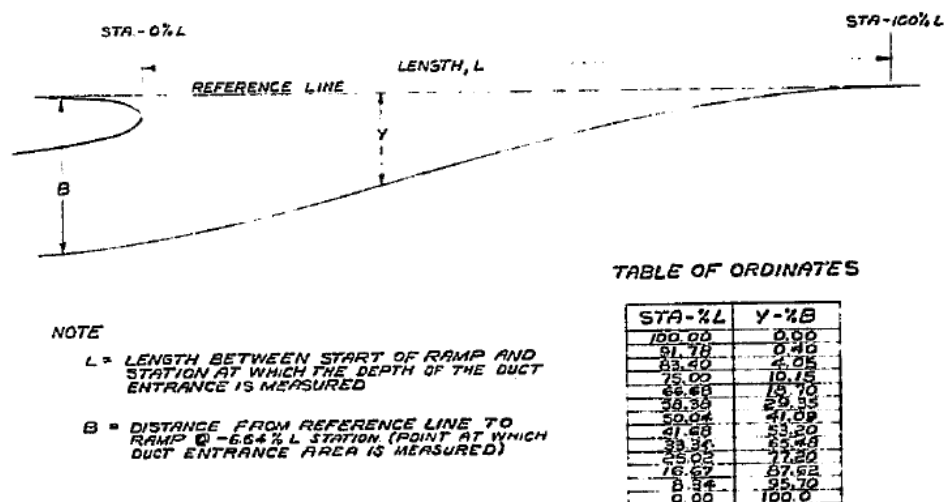 STA.-0%L
STA-100%L
LENGTH, L
REFERENCE LINE
Y
B
TABLE OF ORDINATES
STA-%L Y-%B
100.00 0.00
91.78 0.40
83.40 4.05
75.00 10.15
66.68 18.70
58.38 29.35
50.04 41.09
41.68 53.20
33.34 65.48
25.02 77.20
16.67 87.52
8.34 95.70
0.00 100.0
NOTE
L = LENGTH BETWEEN START OF RAMP AND
STATION AT WHICH THE DEPTH OF THE DUCT
ENTRANCE IS MEASURED
B = DISTANCE FROM REFERENCE LINE TO
RAMP @ -6.64% L STATION (POINT AT WHICH
DUCT ENTRANCE AREA IS MEASURED)